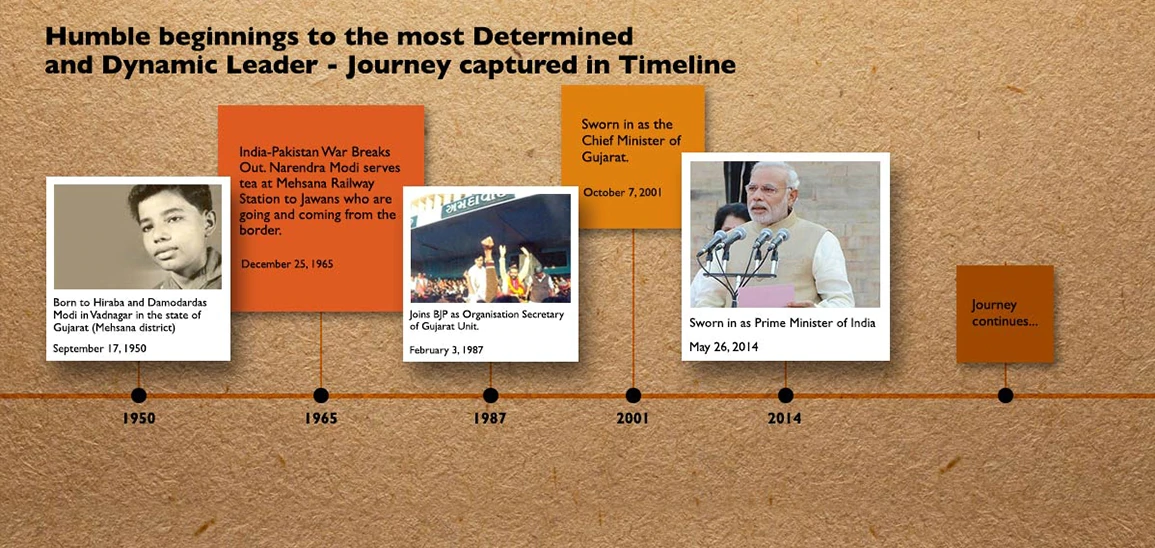 Humble beginnings to the most Determined
and Dynamic Leader - Journey captured in Timeline
Born to Hiraba and Damodardas
Modi in Vadnagar in the state of
Gujarat (Mehsana district)
September 17, 1950
India-Pakistan War Breaks
Out. Narendra Modi serves
tea at Mehsana Railway
Station to Jawans who are
going and coming from the
border.
December 25, 1965
અમદાવાદ
Joins BJP as Organisation Secretary
of Gujarat Unit.
February 3, 1987
Sworn in as the
Chief Minister of
Gujarat.
October 7, 2001
Sworn in as Prime Minister of India
May 26, 2014
Journey
continues...
1950
1965
1987
2001
2014